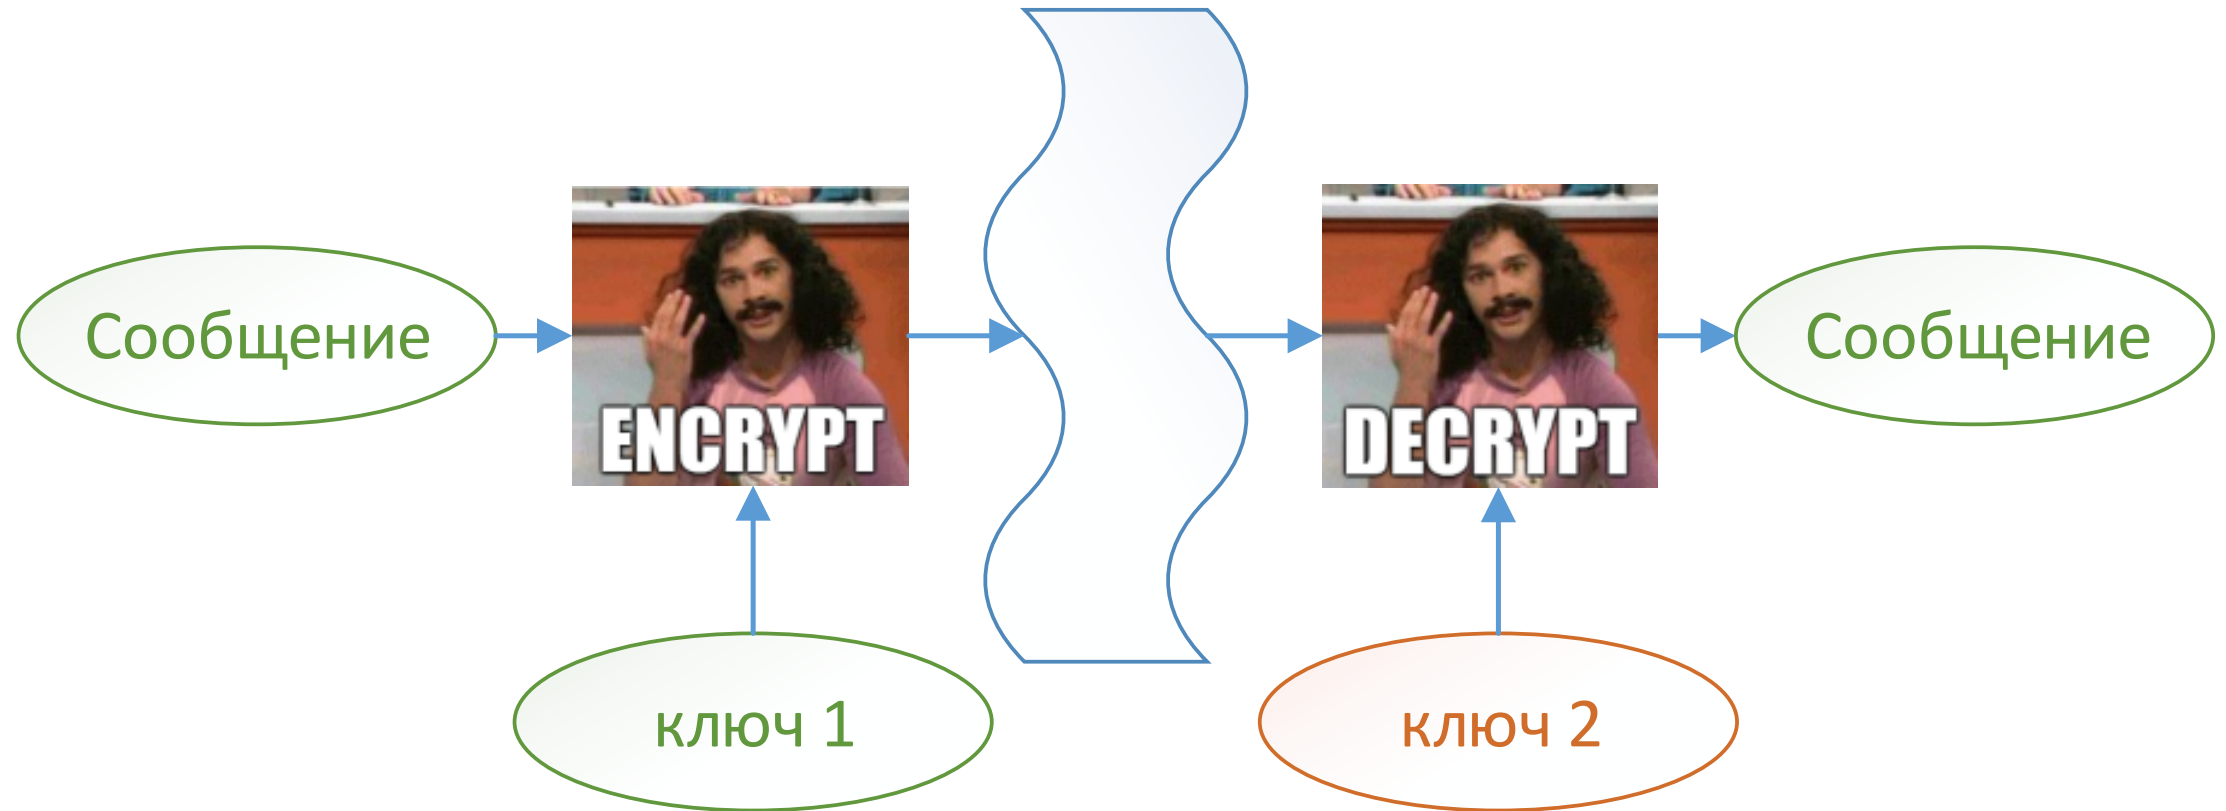 Сообщение
ENCRYPT
DECRYPT
Сообщение
ключ 1
ключ 2